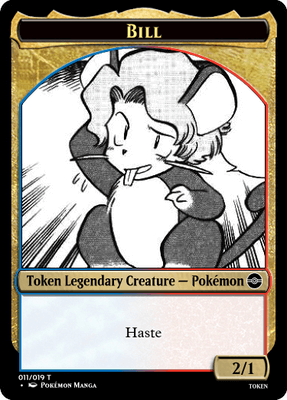 Bill
Token Legendary Creature — Pokémon
Haste
2/1
011/019 T
• Pokémon Manga
TOKEN